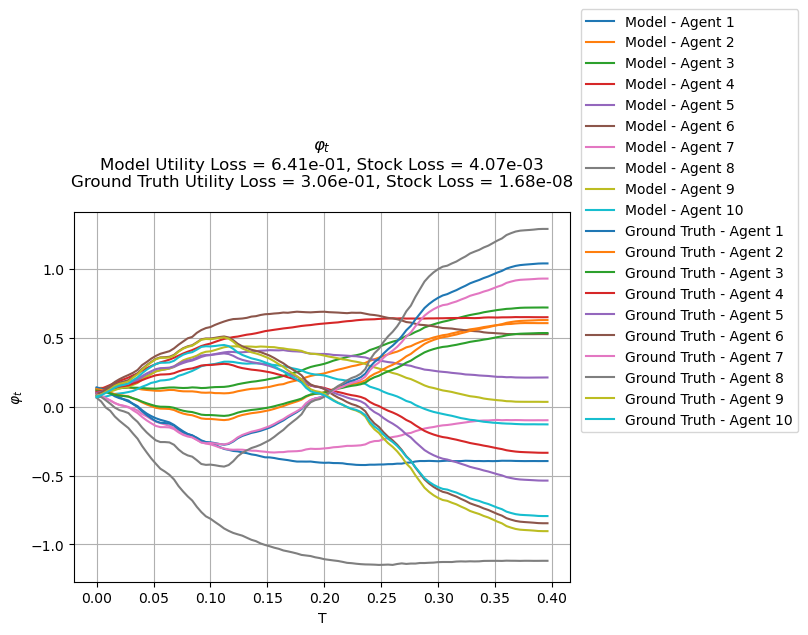 φt
Model Utility Loss = 6.41e-01, Stock Loss = 4.07e-03
Ground Truth Utility Loss = 3.06e-01, Stock Loss = 1.68e-08
1.0
0.5
0.0
−0.5
−1.0
φt
0.00 0.05 0.10 0.15 0.20 0.25 0.30 0.35 0.40
T
Model - Agent 1
Model - Agent 2
Model - Agent 3
Model - Agent 4
Model - Agent 5
Model - Agent 6
Model - Agent 7
Model - Agent 8
Model - Agent 9
Model - Agent 10
Ground Truth - Agent 1
Ground Truth - Agent 2
Ground Truth - Agent 3
Ground Truth - Agent 4
Ground Truth - Agent 5
Ground Truth - Agent 6
Ground Truth - Agent 7
Ground Truth - Agent 8
Ground Truth - Agent 9
Ground Truth - Agent 10